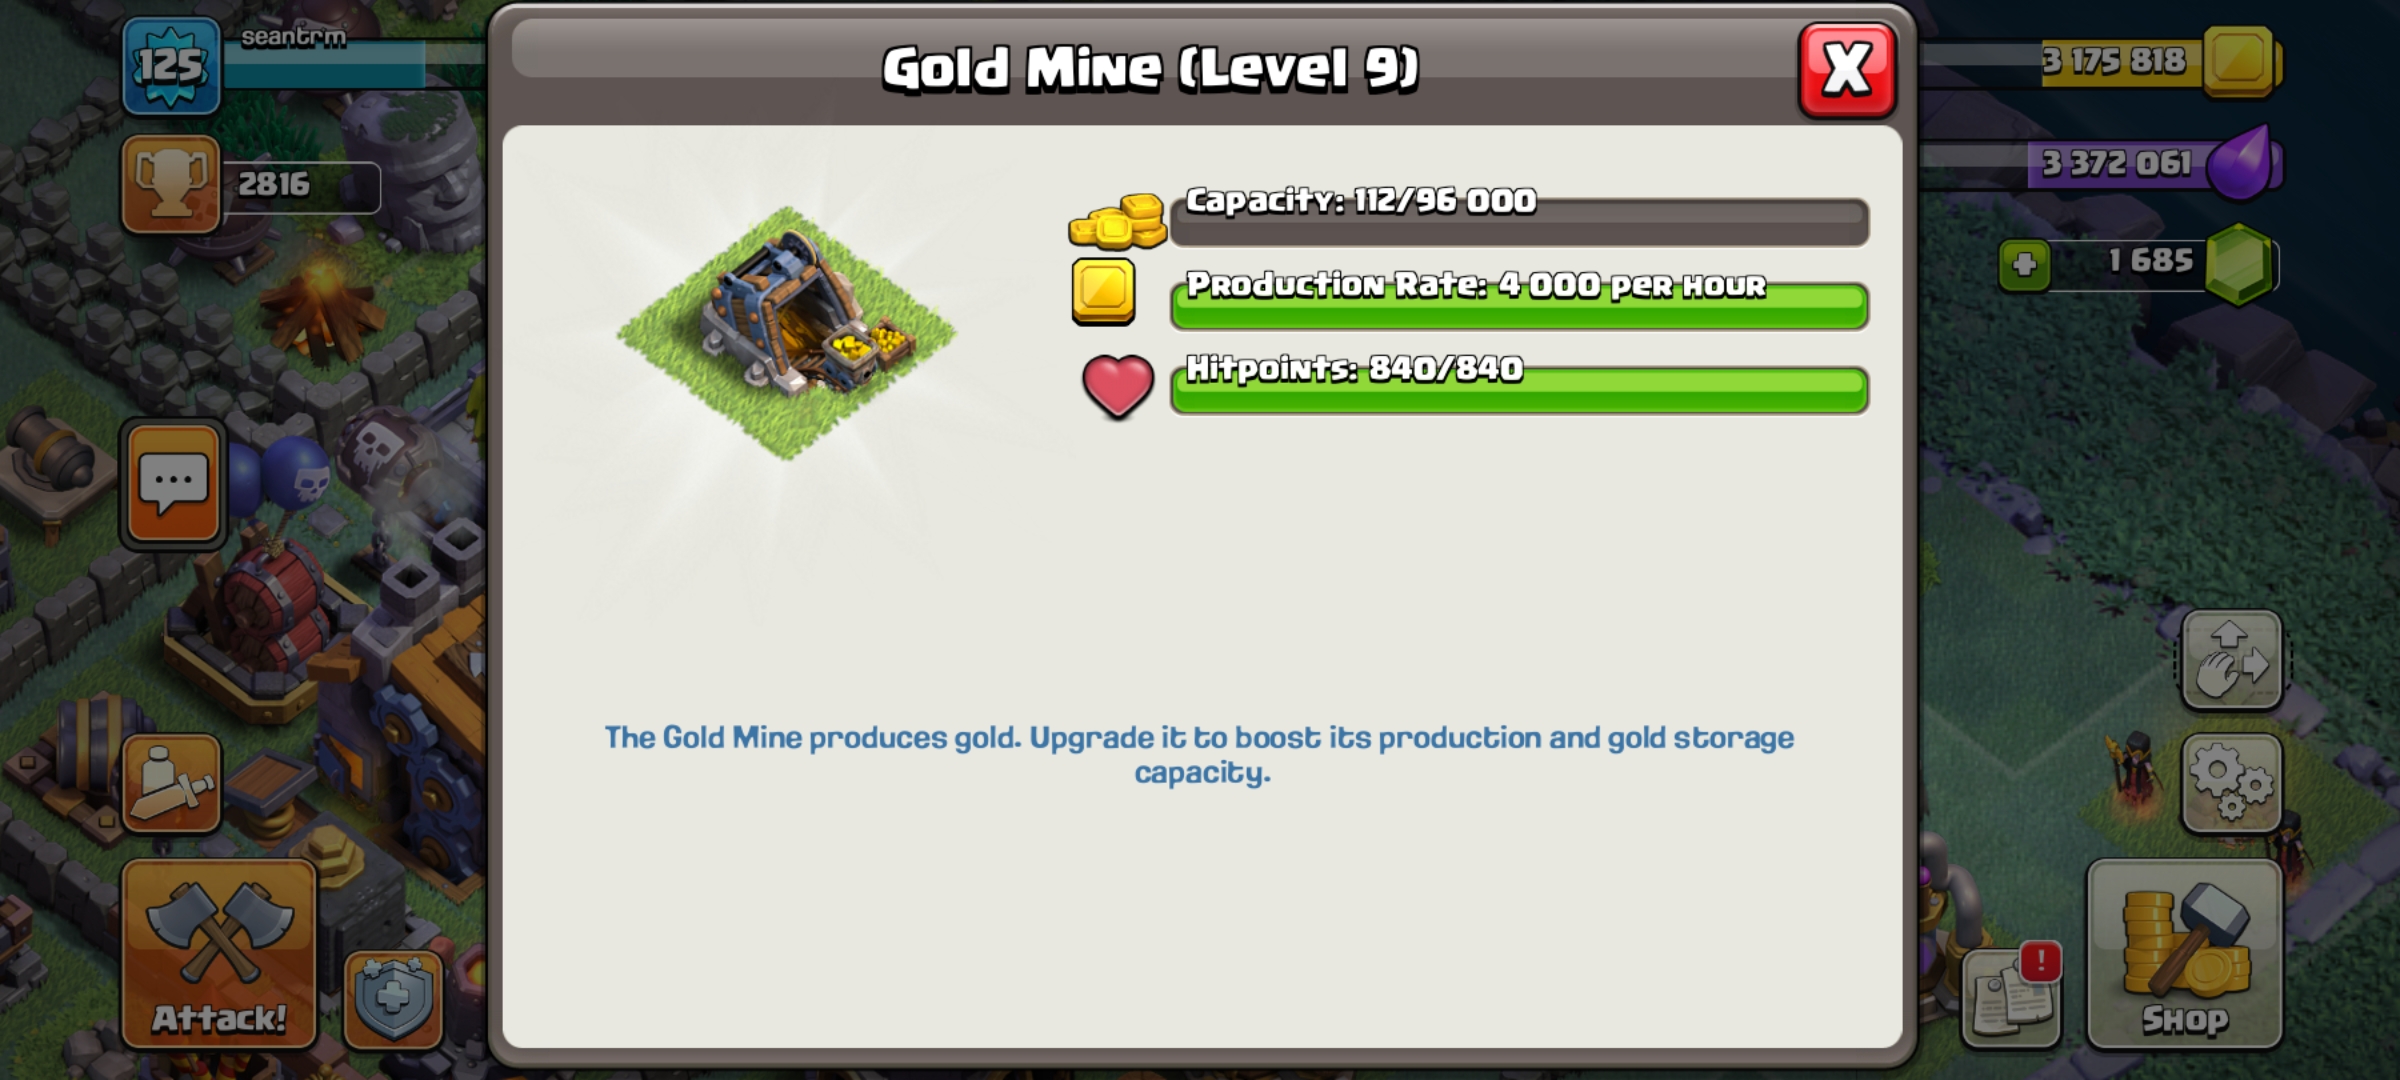 125
seantrm
Gold Mine (Level 9)
X
3 175 818
2816
3 372 061
1 685
Capacity: 112/96 000
Production Rate: 4 000 per hour
Hitpoints: 840/840
The Gold Mine produces gold. Upgrade it to boost its production and gold storage
capacity.
!
Attack!
Shop